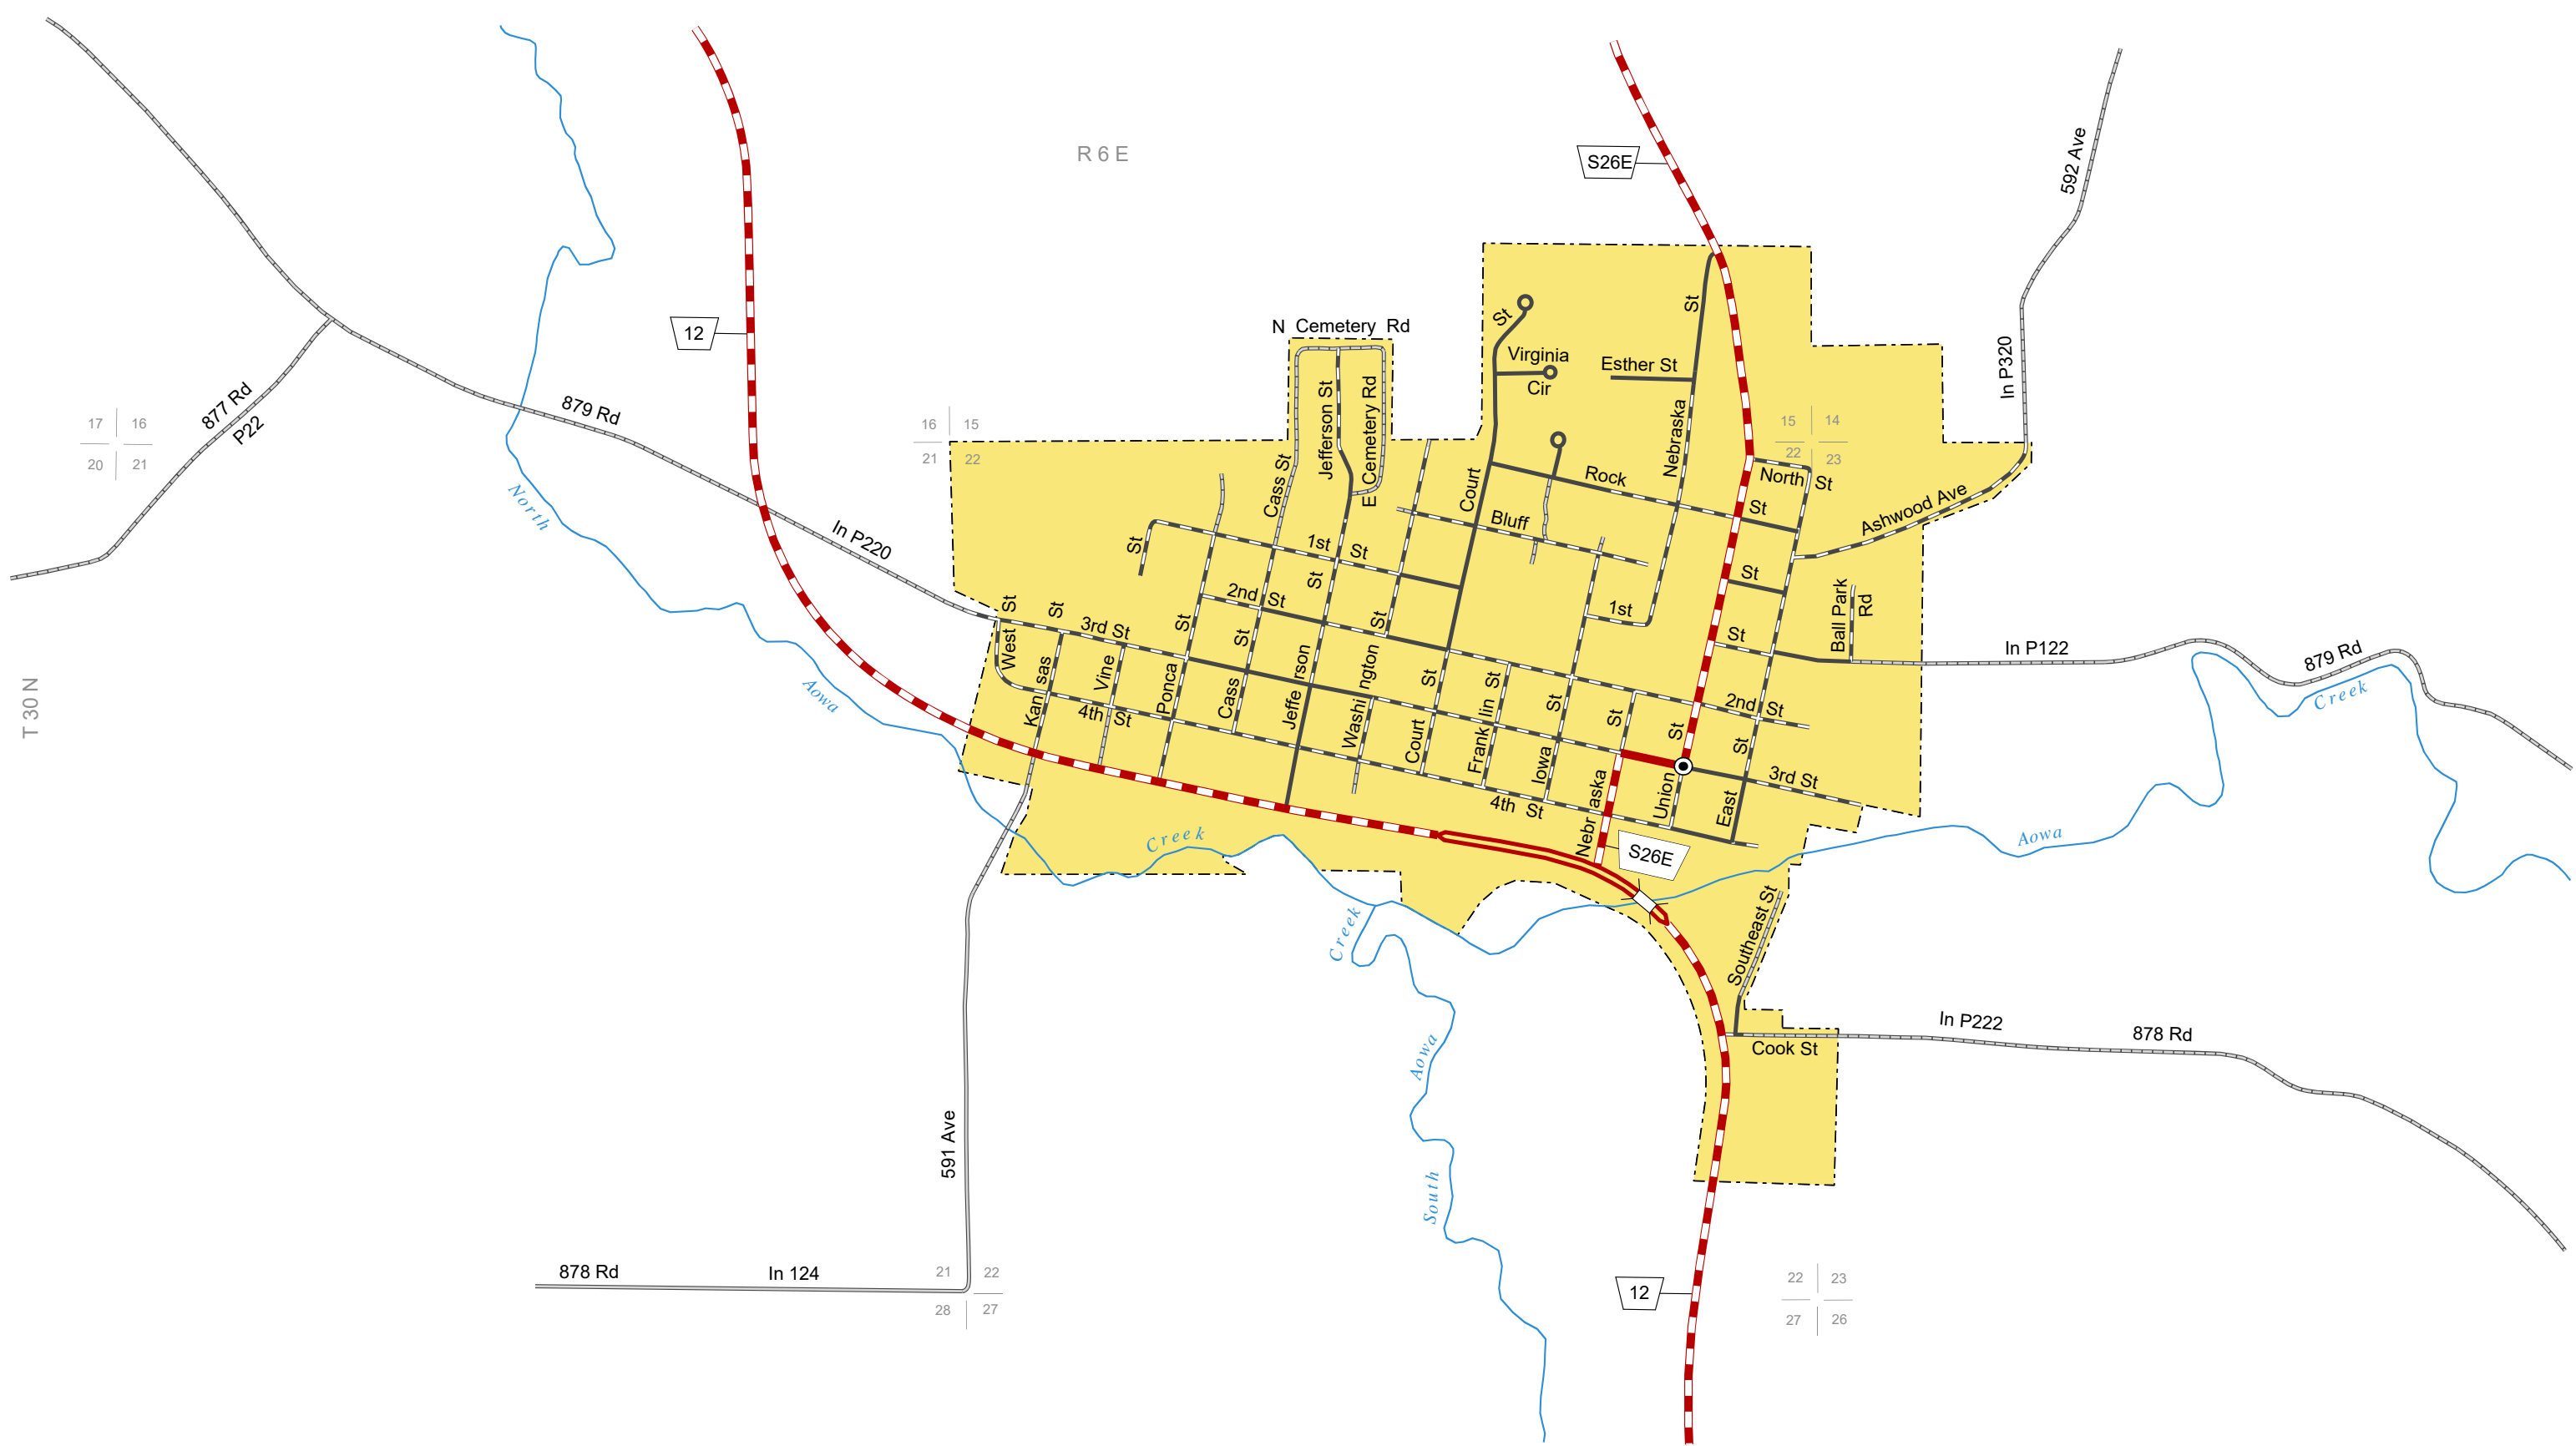 R 6 E
S26E
592 Ave
N Cemetery Rd
12
St
St
Virginia
Cir
Esther St
In P320
877 Rd
P22
879 Rd
17 16
20 21
16 15
21 22
15 14
22 23
Jefferson St
E Cemetery Rd
Cass St
Nebraska
Court
Rock
St
North St
Ashwood Ave
North
In P220
St
1st St
Bluff
St
2nd St
St
St
St
1st
St
Ball Park
Rd
In P122
879 Rd
Creek
T 30 N
Aowa
West
St
St
3rd St
St
St
Kansas
Vine
Ponca
Cass
Jefferson
Washington
St
Court
Franklin St
St
Iowa
St
St
2nd St
St
4th St
Nebraska
Union
East
3rd St
4th St
S26E
Creek
Aowa
Creek
Southeast St
In P222
878 Rd
Cook St
Aowa
591 Ave
South
878 Rd
In 124
21 22
28 27
12
22 23
27 26